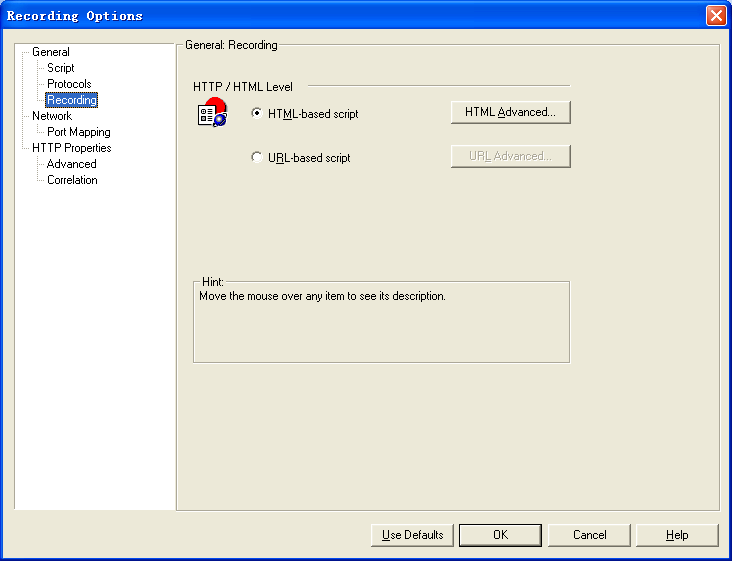 Recording Options
General
Script
Protocols
Recording
Network
Port Mapping
HTTP Properties
Advanced
Correlation
General: Recording
HTTP / HTML Level
HTML-based script
HTML Advanced...
URL-based script
URL Advanced...
Hint:
Move the mouse over any item to see its description.
Use Defaults
OK
Cancel
Help